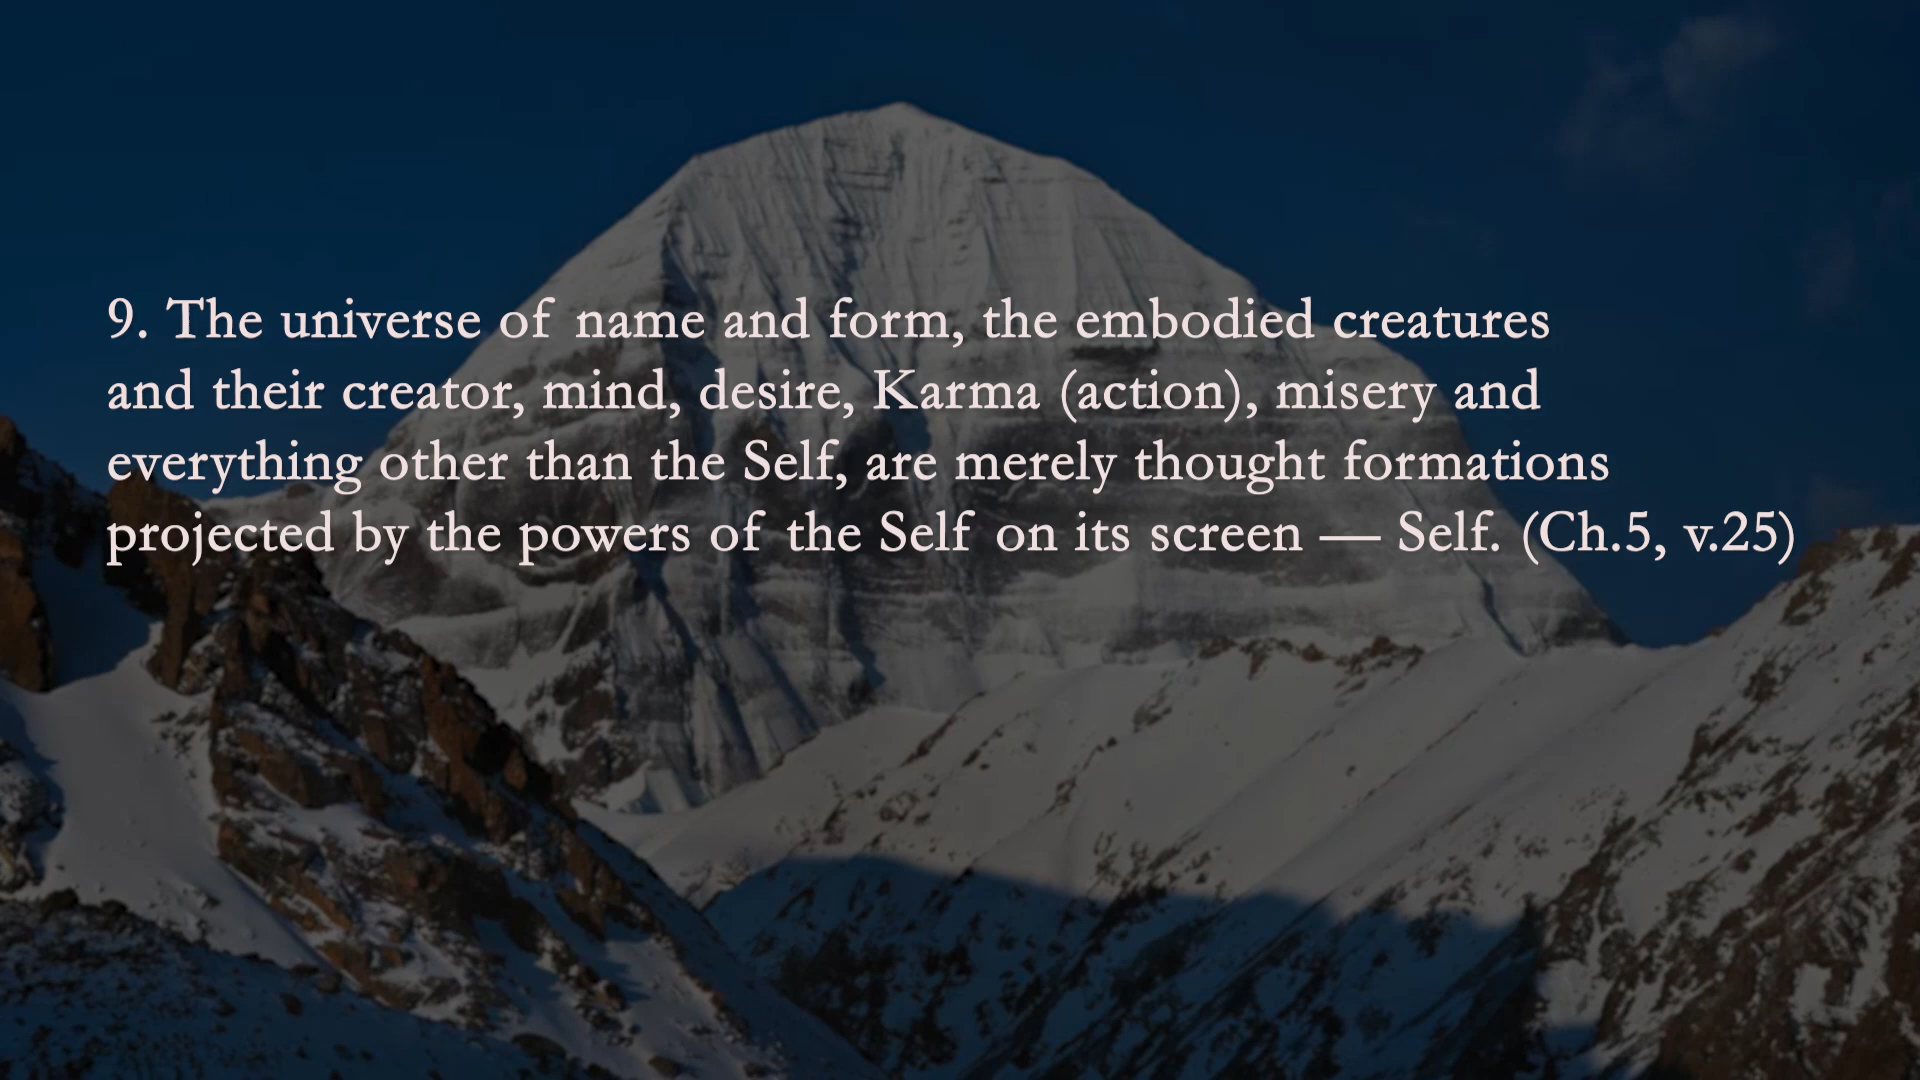 9. The universe of name and form, the embodied creatures
and their creator, mind, desire, Karma (action), misery and
everything other than the Self, are merely thought formations
projected by the powers of the Self on its screen — Self. (Ch.5, v.25)